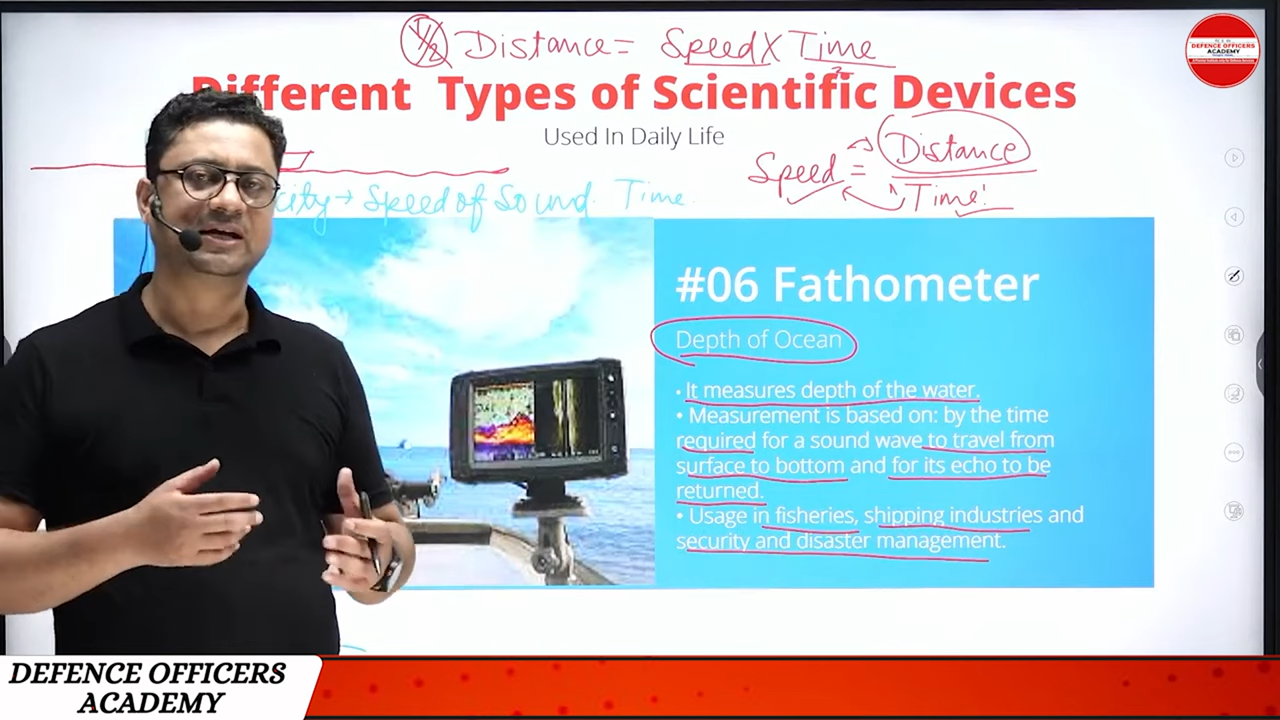 1/2 Distance = Speed X Time
DEFENCE OFFICERS
ACADEMY
Different Types of Scientific Devices
Used In Daily Life
Speed = Distance
Time
city → Speed of Sound. Time
#06 Fathometer
Depth of Ocean
• It measures depth of the water.
• Measurement is based on: by the time
required for a sound wave to travel from
surface to bottom and for its echo to be
returned.
• Usage in fisheries, shipping industries and
security and disaster management.
DEFENCE OFFICERS
ACADEMY